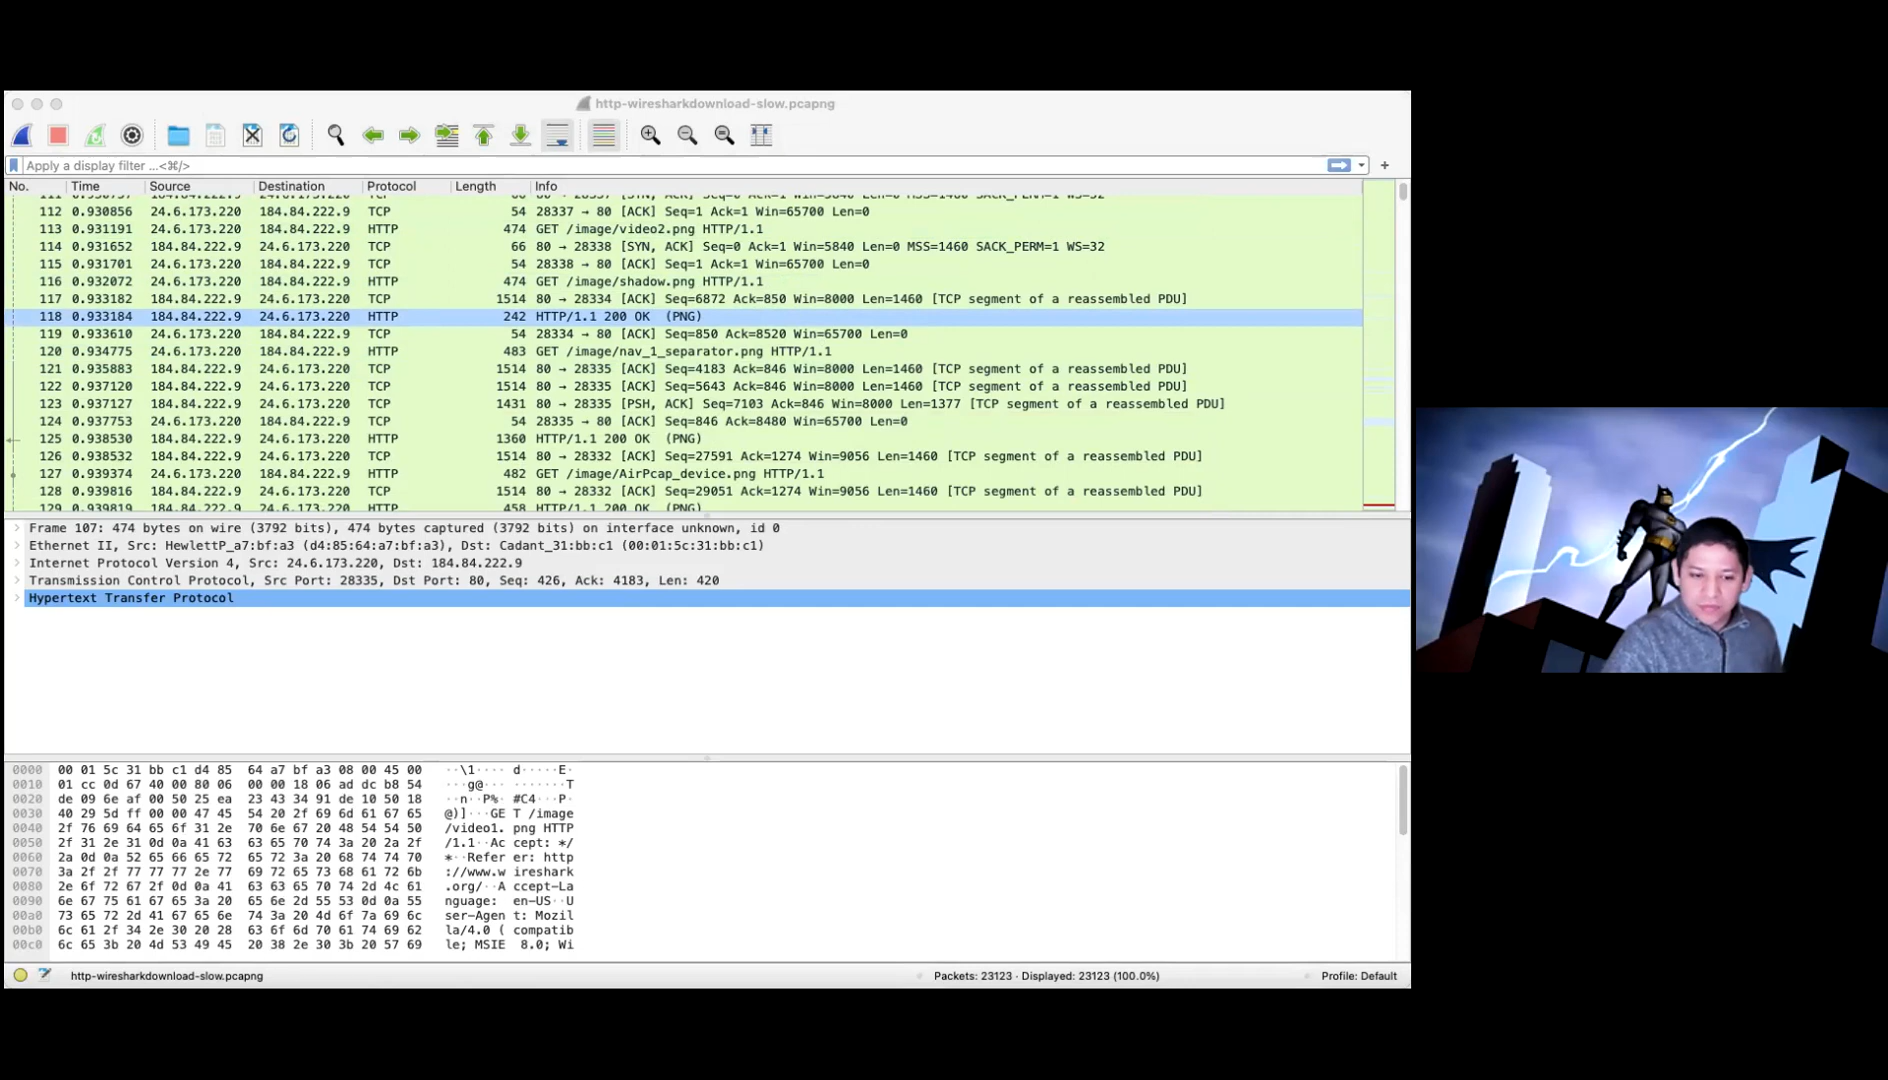 http-wiresharkdownload-slow.pcapng
Apply a display filter ...<⌘/>
+
No. Time Source Destination Protocol Length Info
112 0.930856 24.6.173.220 184.84.222.9 TCP 54 28337 → 80 [ACK] Seq=1 Ack=1 Win=65700 Len=0
113 0.931191 24.6.173.220 184.84.222.9 HTTP 474 GET /image/video2.png HTTP/1.1
114 0.931652 184.84.222.9 24.6.173.220 TCP 66 80 → 28338 [SYN, ACK] Seq=0 Ack=1 Win=5840 Len=0 MSS=1460 SACK_PERM=1 WS=32
115 0.931701 24.6.173.220 184.84.222.9 TCP 54 28338 → 80 [ACK] Seq=1 Ack=1 Win=65700 Len=0
116 0.932072 24.6.173.220 184.84.222.9 HTTP 474 GET /image/shadow.png HTTP/1.1
117 0.933182 184.84.222.9 24.6.173.220 TCP 1514 80 → 28334 [ACK] Seq=6872 Ack=850 Win=8000 Len=1460 [TCP segment of a reassembled PDU]
118 0.933184 184.84.222.9 24.6.173.220 HTTP 242 HTTP/1.1 200 OK (PNG)
119 0.933610 24.6.173.220 184.84.222.9 TCP 54 28334 → 80 [ACK] Seq=850 Ack=8520 Win=65700 Len=0
120 0.934775 24.6.173.220 184.84.222.9 HTTP 483 GET /image/nav_1_separator.png HTTP/1.1
121 0.935883 184.84.222.9 24.6.173.220 TCP 1514 80 → 28335 [ACK] Seq=4183 Ack=846 Win=8000 Len=1460 [TCP segment of a reassembled PDU]
122 0.937120 184.84.222.9 24.6.173.220 TCP 1514 80 → 28335 [ACK] Seq=5643 Ack=846 Win=8000 Len=1460 [TCP segment of a reassembled PDU]
123 0.937127 184.84.222.9 24.6.173.220 TCP 1431 80 → 28335 [PSH, ACK] Seq=7103 Ack=846 Win=8000 Len=1377 [TCP segment of a reassembled PDU]
124 0.937753 24.6.173.220 184.84.222.9 TCP 54 28335 → 80 [ACK] Seq=846 Ack=8480 Win=65700 Len=0
125 0.938530 184.84.222.9 24.6.173.220 HTTP 1360 HTTP/1.1 200 OK (PNG)
126 0.938532 184.84.222.9 24.6.173.220 TCP 1514 80 → 28332 [ACK] Seq=27591 Ack=1274 Win=9056 Len=1460 [TCP segment of a reassembled PDU]
127 0.939374 24.6.173.220 184.84.222.9 HTTP 482 GET /image/AirPcap_device.png HTTP/1.1
128 0.939816 184.84.222.9 24.6.173.220 TCP 1514 80 → 28332 [ACK] Seq=29051 Ack=1274 Win=9056 Len=1460 [TCP segment of a reassembled PDU]
129 0.939819 184.84.222.9 24.6.173.220 HTTP 458 HTTP/1.1 200 OK (PNG)
Frame 107: 474 bytes on wire (3792 bits), 474 bytes captured (3792 bits) on interface unknown, id 0
Ethernet II, Src: HewlettP_a7:bf:a3 (d4:85:64:a7:bf:a3), Dst: Cadant_31:bb:c1 (00:01:5c:31:bb:c1)
Internet Protocol Version 4, Src: 24.6.173.220, Dst: 184.84.222.9
Transmission Control Protocol, Src Port: 28335, Dst Port: 80, Seq: 426, Ack: 4183, Len: 420
Hypertext Transfer Protocol
0000 00 01 5c 31 bb c1 d4 85 64 a7 bf a3 08 00 45 00 ··\1···· d·····E·
0010 01 cc 0d 67 40 00 80 06 00 00 18 06 ad dc b8 54 ···g@··· ·······T
0020 de 09 6e af 00 50 25 ea 23 43 34 91 de 10 50 18 ··n··P%· #C4···P·
0030 40 29 5d ff 00 00 47 45 54 20 2f 69 6d 61 67 65 @)]···GE T /image
0040 2f 76 69 64 65 6f 31 2e 70 6e 67 20 48 54 54 50 /video1. png HTTP
0050 2f 31 2e 31 0d 0a 41 63 63 65 70 74 3a 20 2a 2f /1.1··Ac cept: */
0060 2a 0d 0a 52 65 66 65 72 65 72 3a 20 68 74 74 70 *··Refer er: http
0070 3a 2f 2f 77 77 77 2e 77 69 72 65 73 68 61 72 6b ://www.w ireshark
0080 2e 6f 72 67 2f 0d 0a 41 63 63 65 70 74 2d 4c 61 .org/··A ccept-La
0090 6e 67 75 61 67 65 3a 20 65 6e 2d 55 53 0d 0a 55 nguage: en-US··U
00a0 73 65 72 2d 41 67 65 6e 74 3a 20 4d 6f 7a 69 6c ser-Agen t: Mozil
00b0 6c 61 2f 34 2e 30 20 28 63 6f 6d 70 61 74 69 62 la/4.0 ( compatib
00c0 6c 65 3b 20 4d 53 49 45 20 38 2e 30 3b 20 57 69 le; MSIE 8.0; Wi
http-wiresharkdownload-slow.pcapng
Packets: 23123 · Displayed: 23123 (100.0%)
Profile: Default